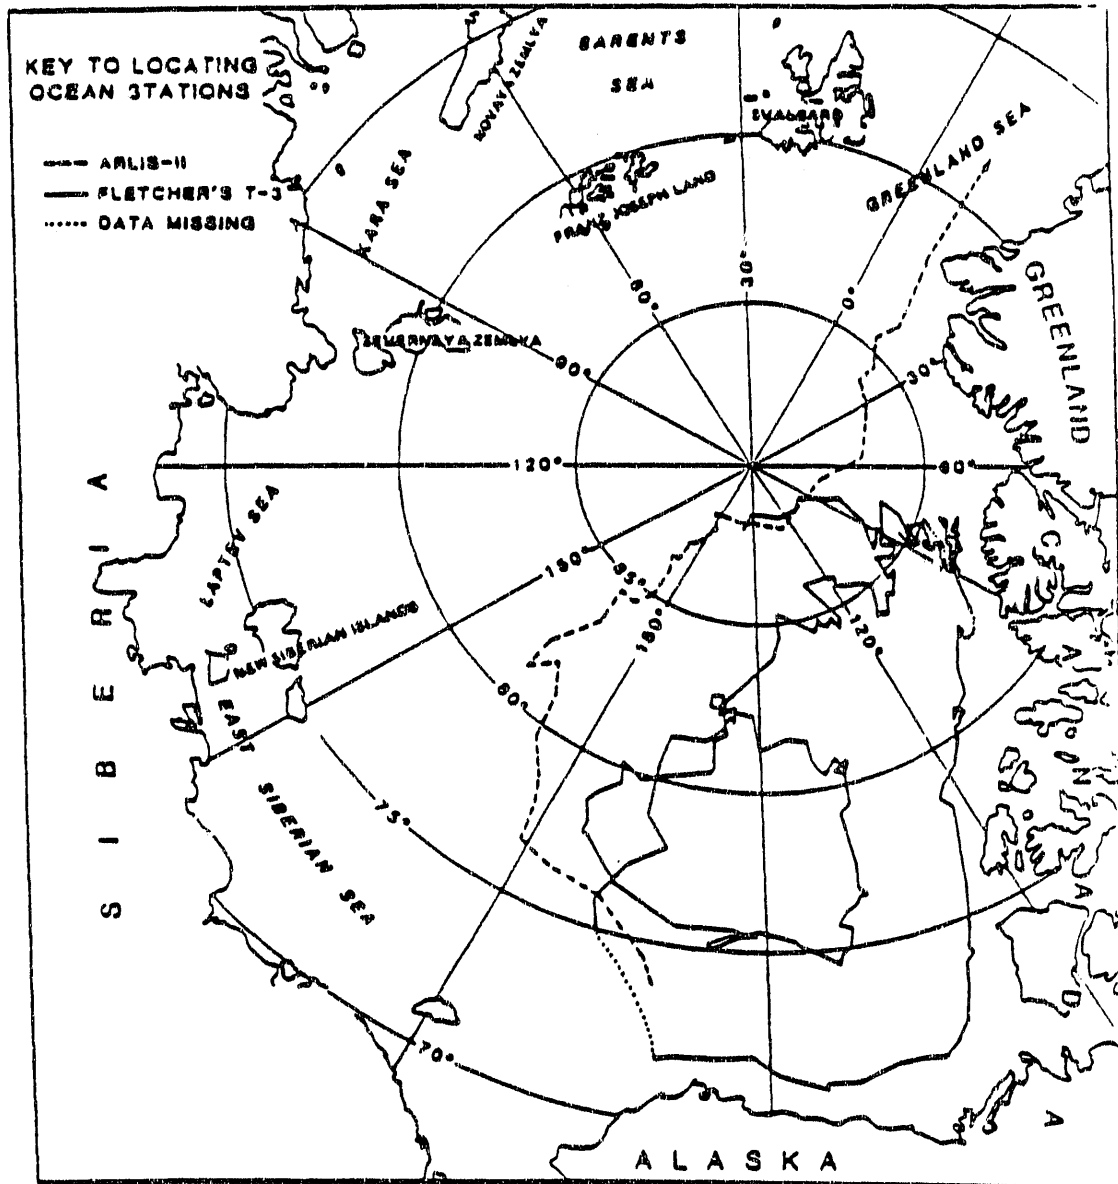 KEY TO LOCATING
OCEAN STATIONS
ARLIS-II
FLETCHER'S T-3
DATA MISSING
BARENTS
SEA
NOVAYA ZEMLYA
SVALBARD
GREENLAND SEA
KARA SEA
FRANZ JOSEPH LAND
GREENLAND
SEVERNAYA ZEMLYA
60°
30°
0°
30°
90°
120°
60°
LAPTEV SEA
150°
85°
180°
120°
NEW SIBERIAN ISLANDS
80°
EAST SIBERIAN SEA
75°
70°
SIBERIA
CANADA
ALASKA